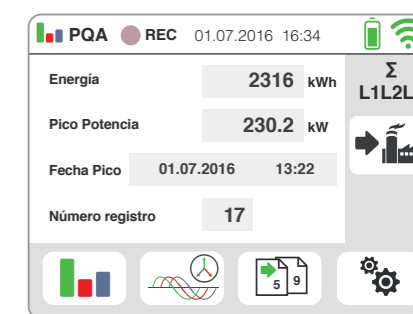 PQA REC 01.07.2016 16:34
Energía 2316 kWh
Σ
L1L2L
Pico Potencia 230.2 kW
Fecha Pico 01.07.2016 13:22
Número registro 17
5 9